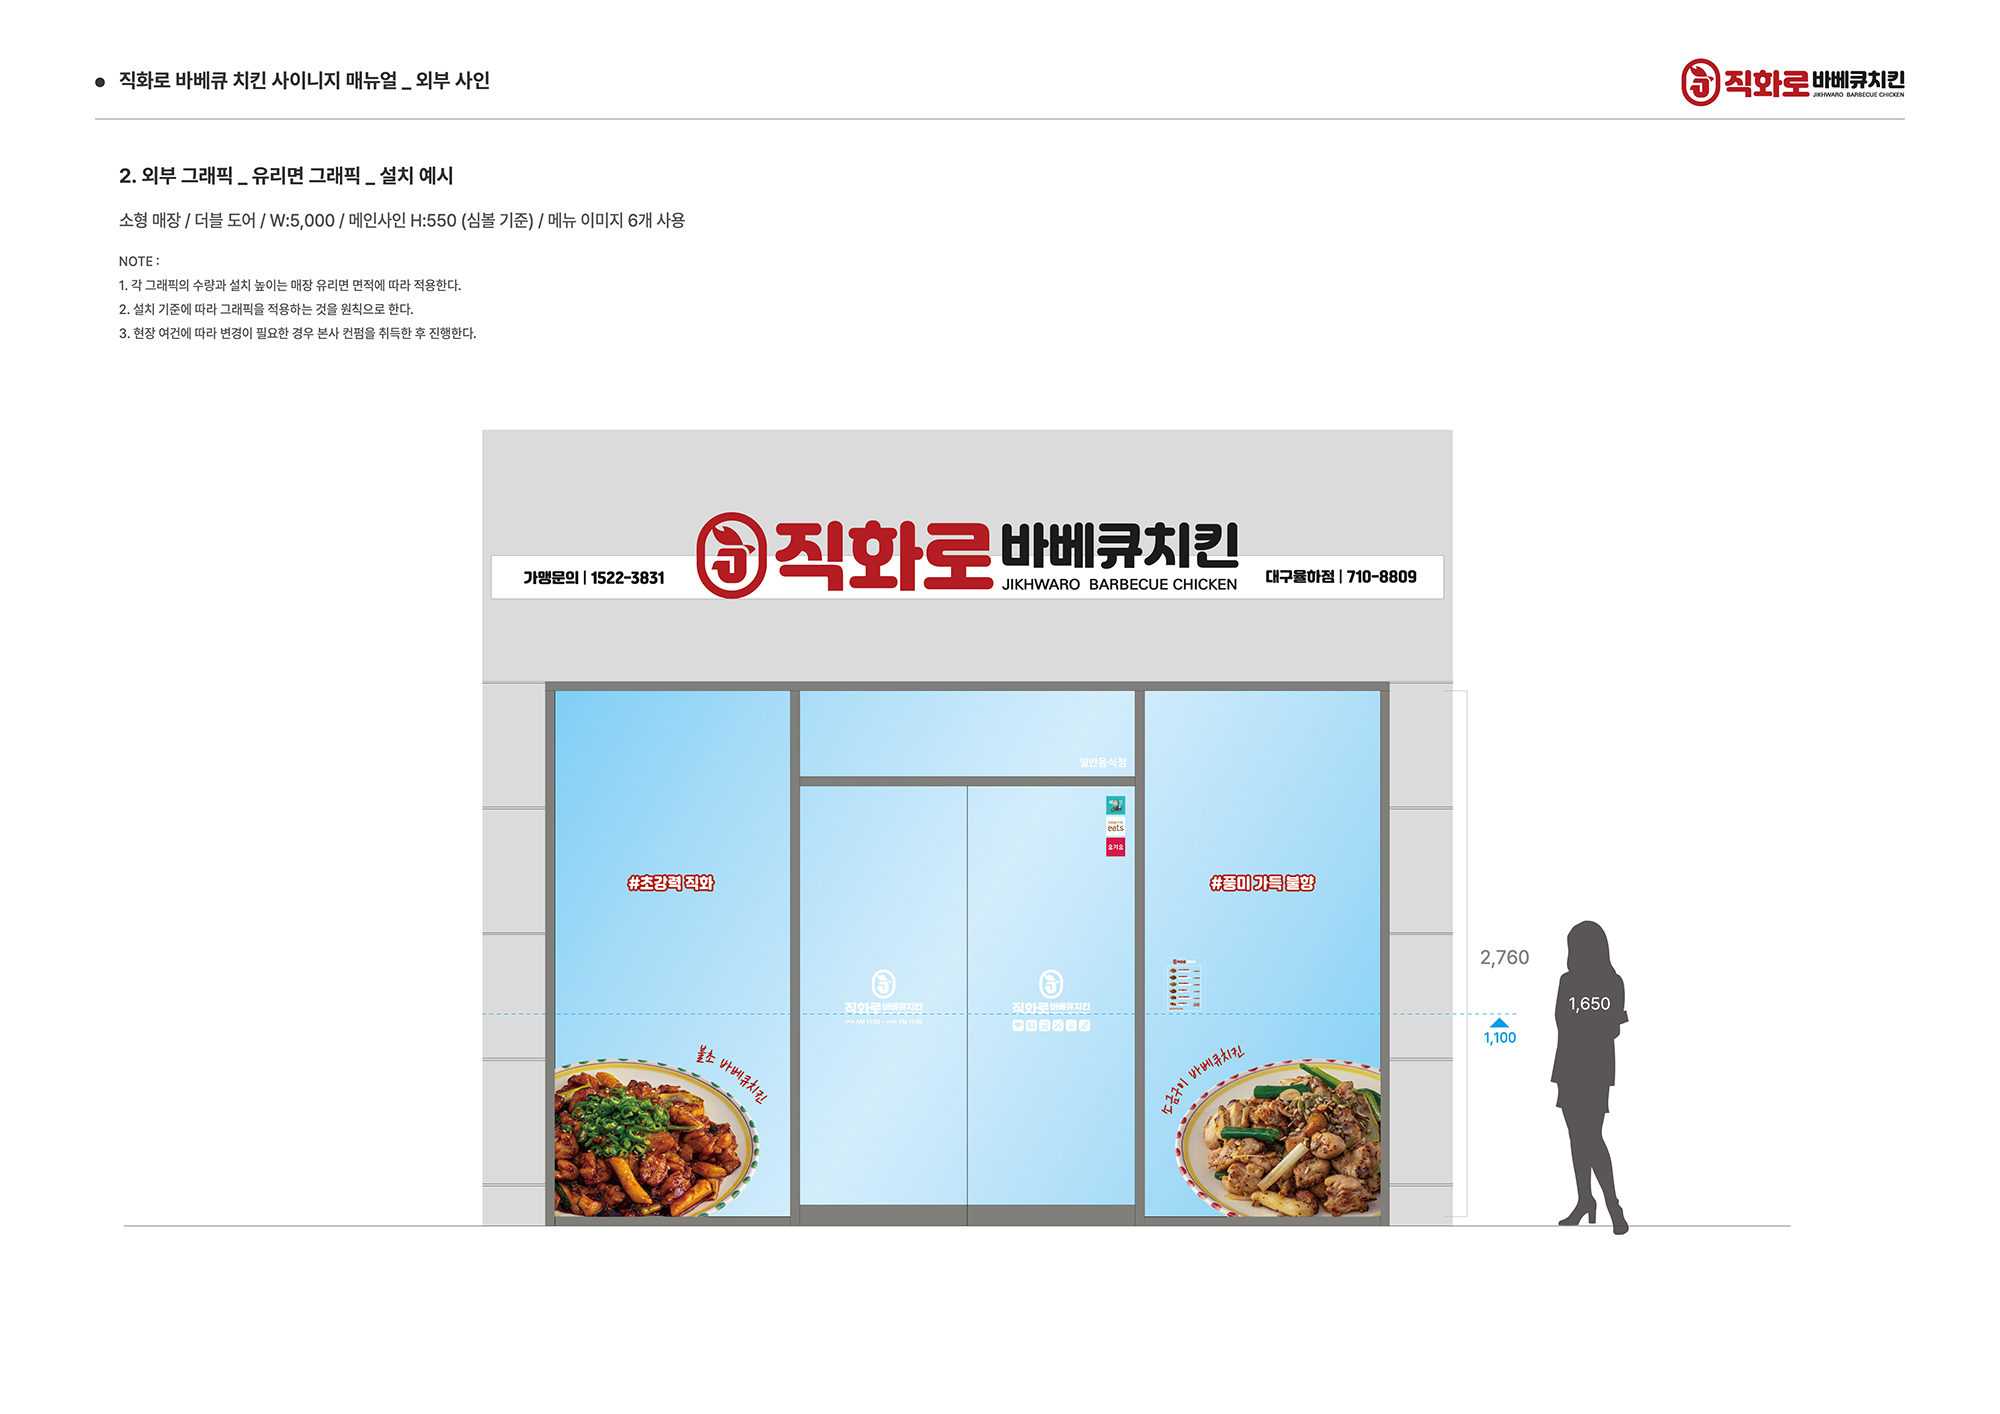 직화로 바베큐 치킨 사이니지 매뉴얼 _ 외부 사인
직화로 바베큐치킨
JIKHWARO BARBECUE CHICKEN
2. 외부 그래픽 _ 유리면 그래픽 _ 설치 예시
소형 매장 / 더블 도어 / W:5,000 / 메인사인 H:550 (심볼 기준) / 메뉴 이미지 6개 사용
NOTE :
1. 각 그래픽의 수량과 설치 높이는 매장 유리면 면적에 따라 적용한다.
2. 설치 기준에 따라 그래픽을 적용하는 것을 원칙으로 한다.
3. 현장 여건에 따라 변경이 필요한 경우 본사 컨펌을 취득한 후 진행한다.
가맹문의 | 1522-3831
직화로 바베큐치킨
JIKHWARO BARBECUE CHICKEN
대구율하점 | 710-8809
일반음식점
eats
요기요
#초강력 직화
#풍미 가득 불향
2,760
1,650
1,100
직화로 바베큐치킨
AM 11:00 - PM 11:00
직화로 바베큐치킨
불초 바베큐치킨
소금구이 바베큐치킨